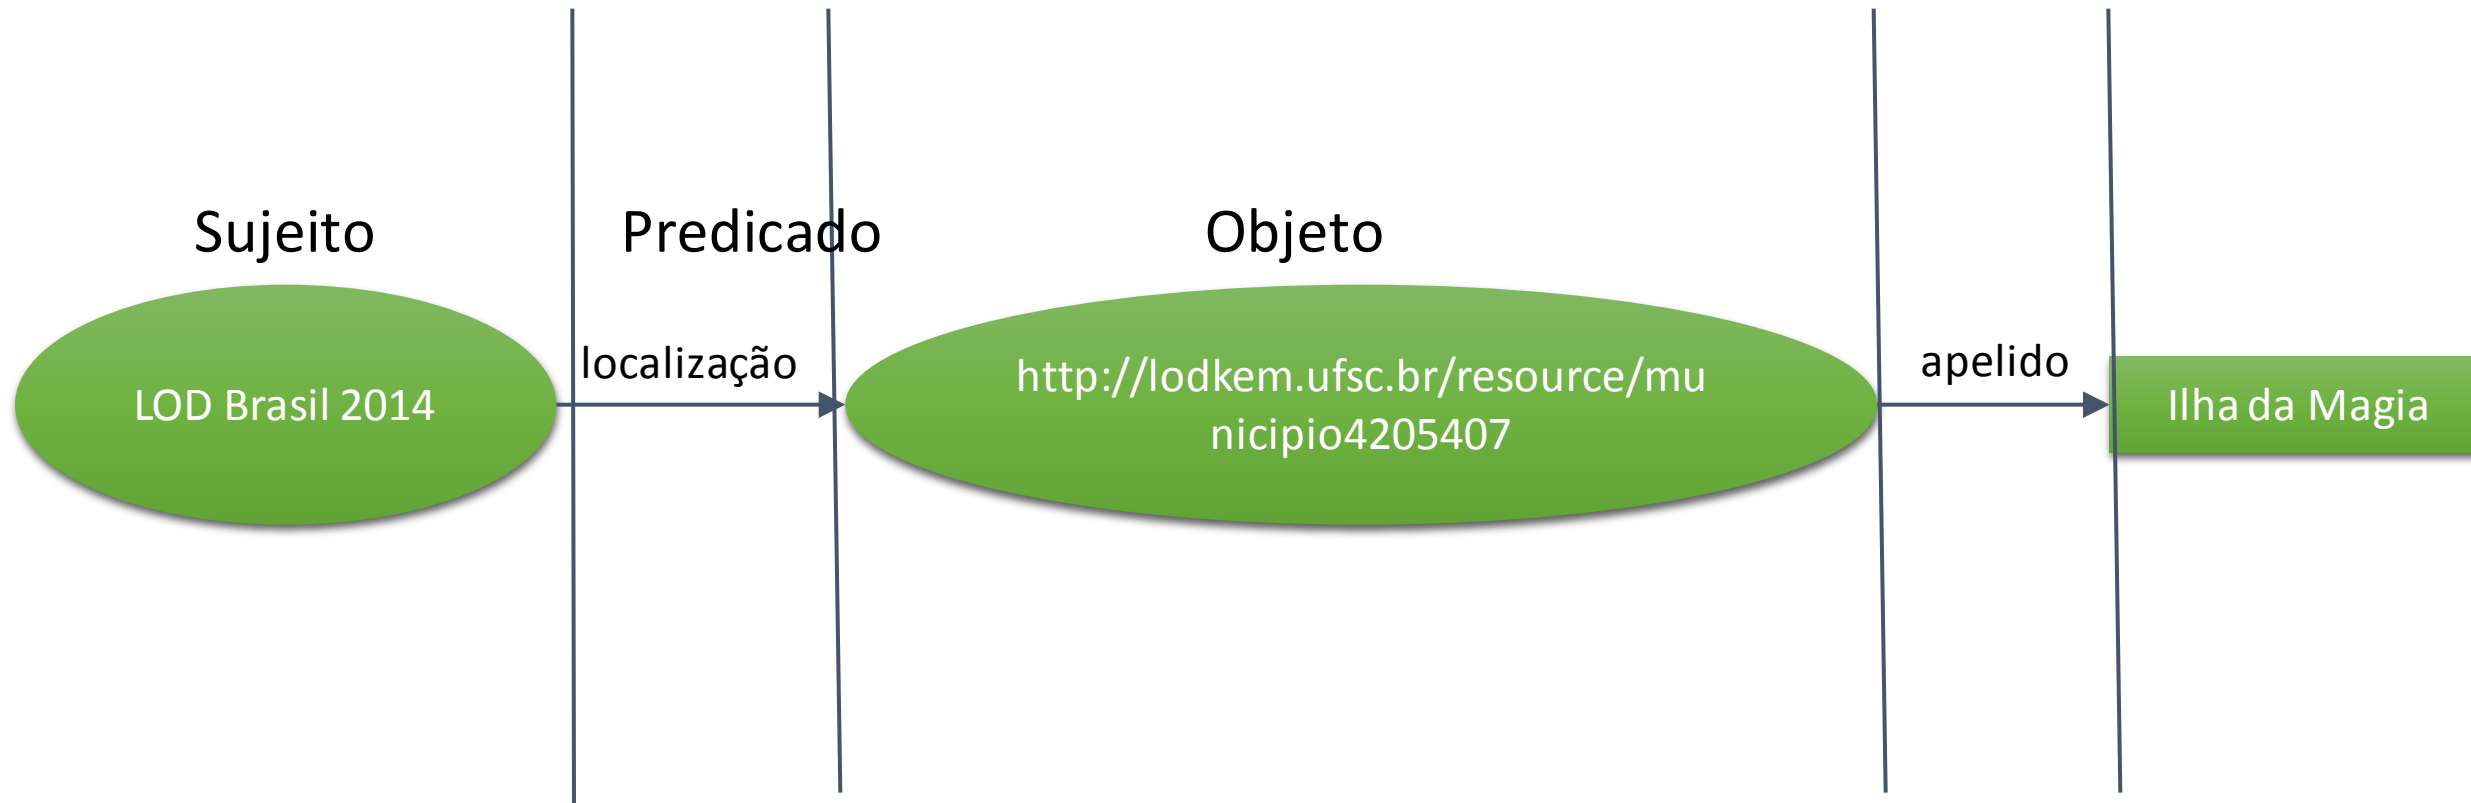 Sujeito
Predicado
Objeto
LOD Brasil 2014
localização
http://lodkem.ufsc.br/resource/mu
nicipio4205407
apelido
Ilha da Magia